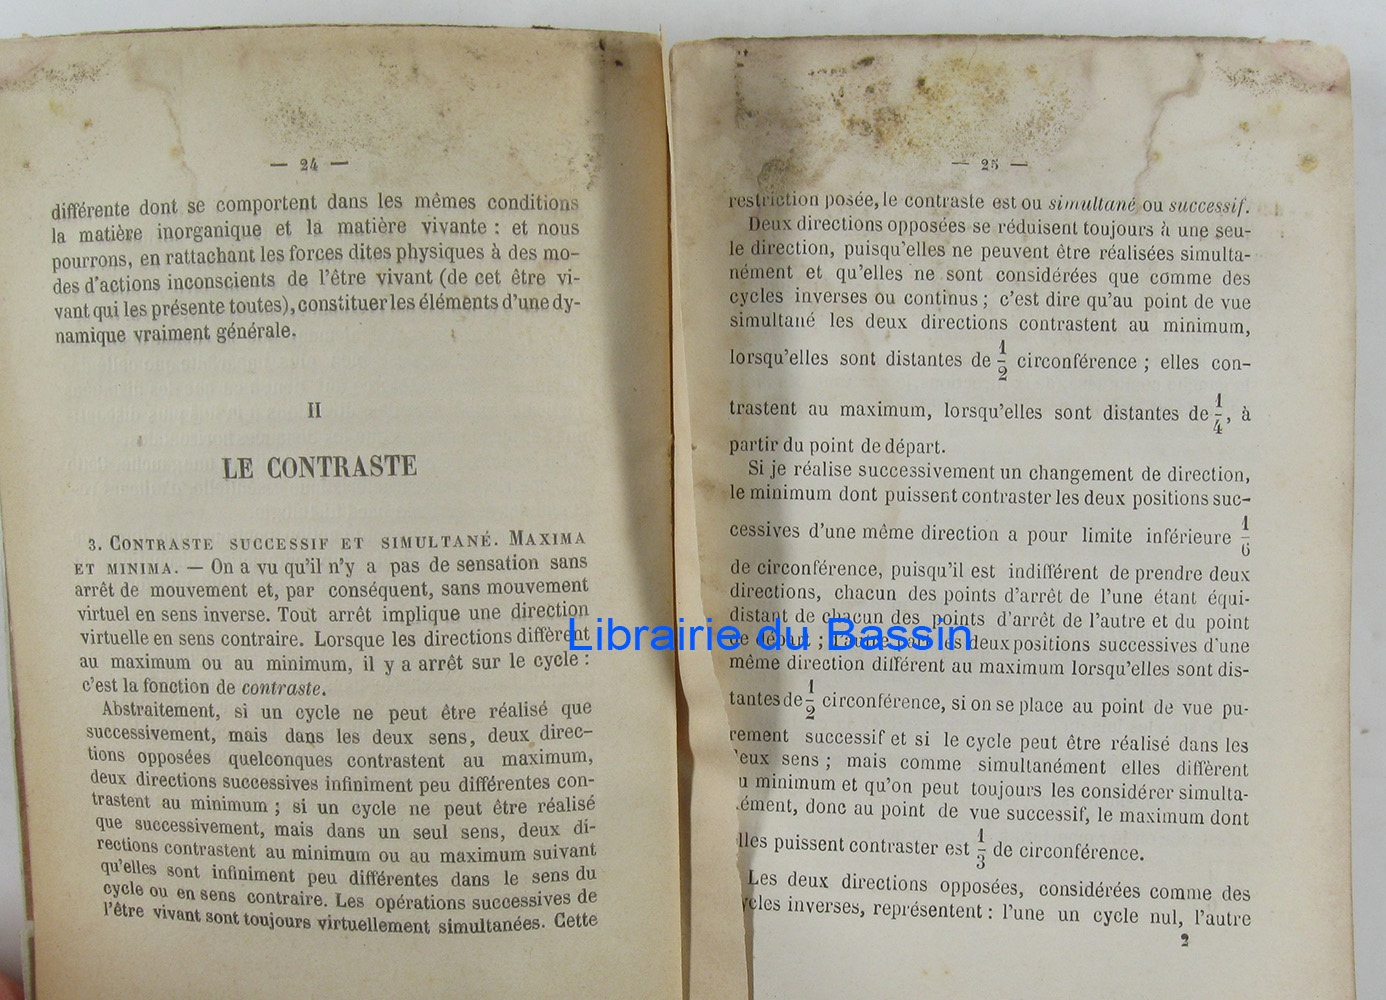 — 24 —
différente dont se comportent dans les mêmes conditions
la matière inorganique et la matière vivante : et nous
pourrons, en rattachant les forces dites physiques à des mo-
des d'actions inconscients de l'être vivant (de cet être vi-
vant qui les présente toutes), constituer les éléments d'une dy-
namique vraiment générale.
II
LE CONTRASTE
3. CONTRASTE SUCCESSIF ET SIMULTANÉ. MAXIMA
ET MINIMA. — On a vu qu'il n'y a pas de sensation sans
arrêt de mouvement et, par conséquent, sans mouvement
virtuel en sens inverse. Tout arrêt implique une direction
virtuelle en sens contraire. Lorsque les directions diffèrent
au maximum ou au minimum, il y a arrêt sur le cycle :
c'est la fonction de contraste.
Abstraitement, si un cycle ne peut être réalisé que
successivement, mais dans les deux sens, deux direc-
tions opposées quelconques contrastent au maximum,
deux directions successives infiniment peu différentes con-
trastent au minimum ; si un cycle ne peut être réalisé
que successivement, mais dans un seul sens, deux di-
rections contrastent au minimum ou au maximum suivant
qu'elles sont infiniment peu différentes dans le sens du
cycle ou en sens contraire. Les opérations successives de
l'être vivant sont toujours virtuellement simultanées. Cette
— 25 —
restriction posée, le contraste est ou simultané ou successif.
Deux directions opposées se réduisent toujours à une seu-
le direction, puisqu'elles ne peuvent être réalisées simulta-
nément et qu'elles ne sont considérées que comme des
cycles inverses ou continus ; c'est dire qu'au point de vue
simultané les deux directions contrastent au minimum,
lorsqu'elles sont distantes de 1/2 circonférence ; elles con-
trastent au maximum, lorsqu'elles sont distantes de 1/4, à
partir du point de départ.
Si je réalise successivement un changement de direction,
le minimum dont puissent contraster les deux positions suc-
cessives d'une même direction a pour limite inférieure 1/6
de circonférence, puisqu'il est indifférent de prendre deux
directions, chacun des points d'arrêt de l'une étant équi-
distant de chacun des points d'arrêt de l'autre et du point
de départ ; d'autre part les deux positions successives d'une
même direction diffèrent au maximum lorsqu'elles sont dis-
tantes de 1/2 circonférence, si on se place au point de vue pu-
rement successif et si le cycle peut être réalisé dans les
deux sens ; mais comme simultanément elles diffèrent
au minimum et qu'on peut toujours les considérer simulta-
nément, donc au point de vue successif, le maximum dont
elles puissent contraster est 1/3 de circonférence.
Les deux directions opposées, considérées comme des
cycles inverses, représentent : l'une un cycle nul, l'autre
2
Librairie du Bassin